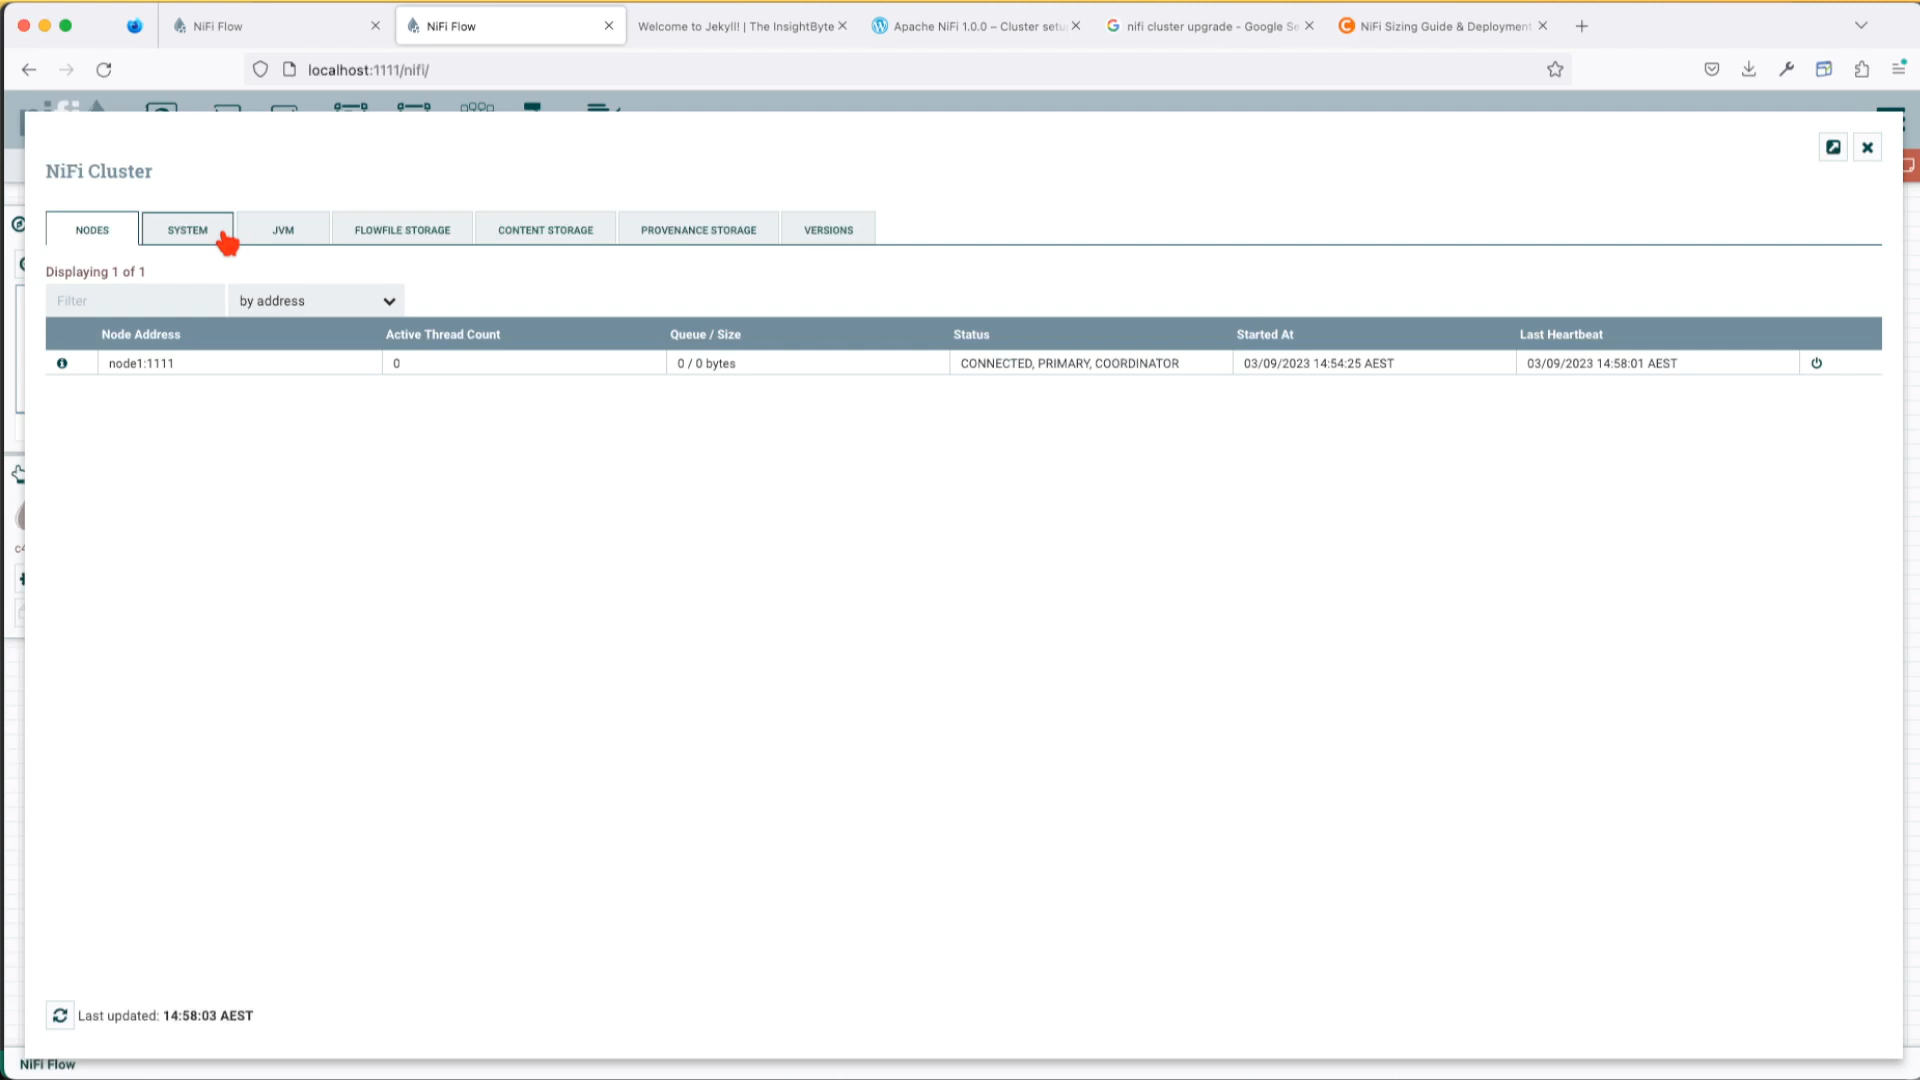 NiFi Flow
NiFi Flow
Welcome to Jekyll! | The InsightByte
Apache NiFi 1.0.0 – Cluster setu
nifi cluster upgrade - Google Se
NiFi Sizing Guide & Deployment
localhost:1111/nifi/
NiFi Cluster
NODES
SYSTEM
JVM
FLOWFILE STORAGE
CONTENT STORAGE
PROVENANCE STORAGE
VERSIONS
Displaying 1 of 1
Filter
by address
Node Address
Active Thread Count
Queue / Size
Status
Started At
Last Heartbeat
node1:1111
0
0 / 0 bytes
CONNECTED, PRIMARY, COORDINATOR
03/09/2023 14:54:25 AEST
03/09/2023 14:58:01 AEST
Last updated: 14:58:03 AEST
NiFi Flow